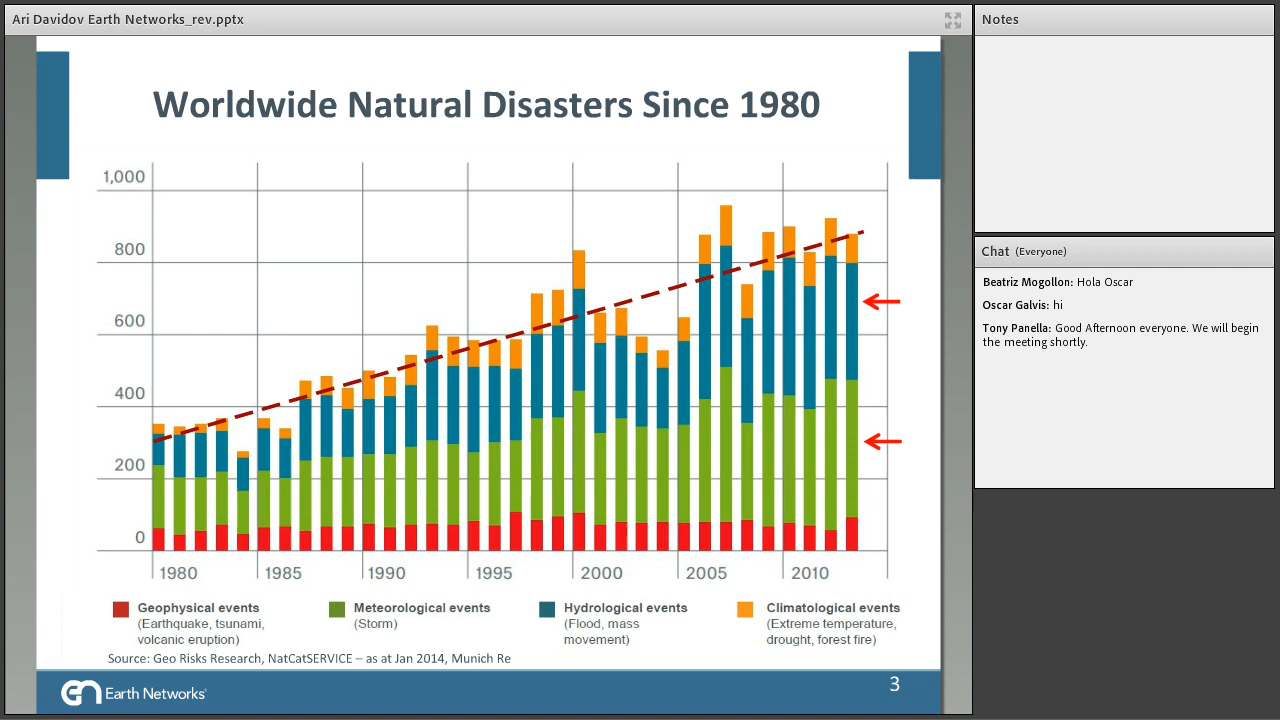 Ari Davidov Earth Networks_rev.pptx
Worldwide Natural Disasters Since 1980
1,000
800
600
400
200
0
1980 1985 1990 1995 2000 2005 2010
Geophysical events
(Earthquake, tsunami,
volcanic eruption)
Meteorological events
(Storm)
Hydrological events
(Flood, mass
movement)
Climatological events
(Extreme temperature,
drought, forest fire)
Source: Geo Risks Research, NatCatSERVICE – as at Jan 2014, Munich Re
Earth Networks
3
Notes
Chat (Everyone)
Beatriz Mogollon: Hola Oscar
Oscar Galvis: hi
Tony Panella: Good Afternoon everyone. We will begin
the meeting shortly.